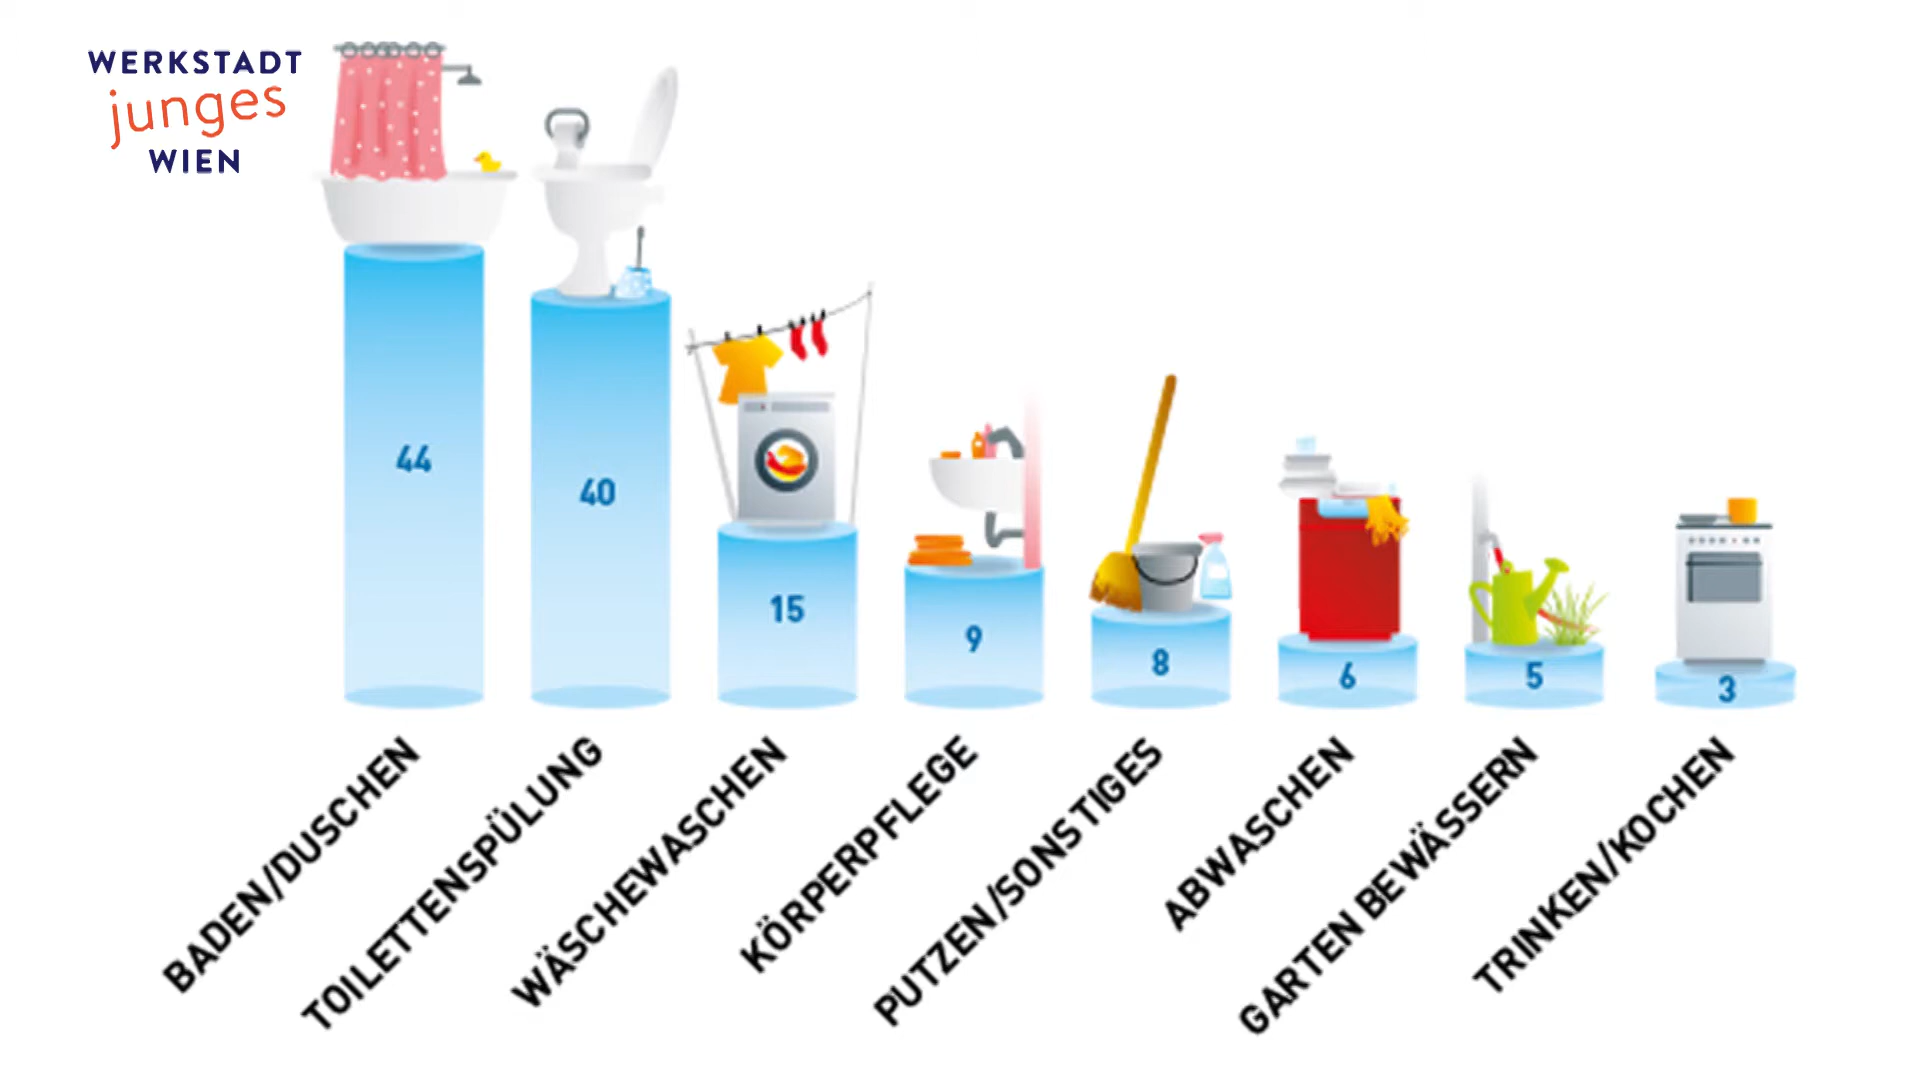 WERKSTADT
junges
WIEN
44
40
15
9
8
6
5
3
BADEN/DUSCHEN
TOILETTENSPÜLUNG
WÄSCHEWASCHEN
KÖRPERPFLEGE
PUTZEN/SONSTIGES
ABWASCHEN
GARTEN BEWÄSSERN
TRINKEN/KOCHEN